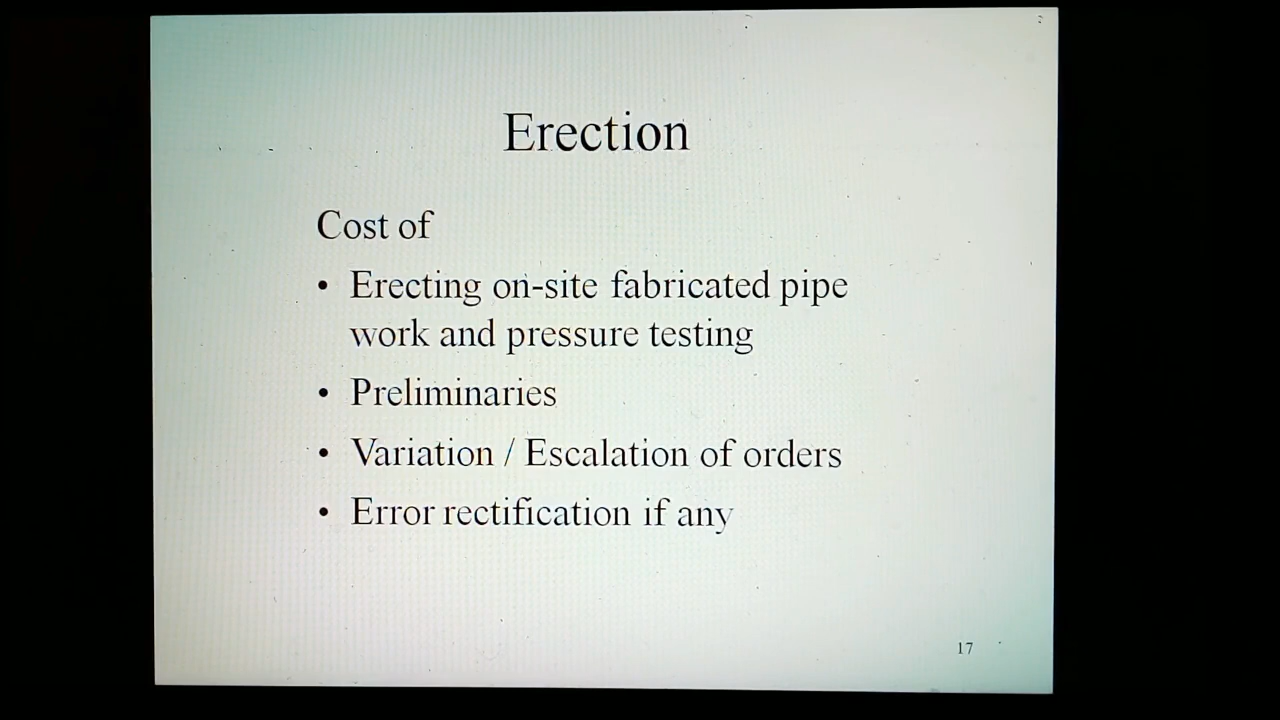 Erection
Cost of
• Erecting on-site fabricated pipe
work and pressure testing
• Preliminaries
• Variation / Escalation of orders
• Error rectification if any
17